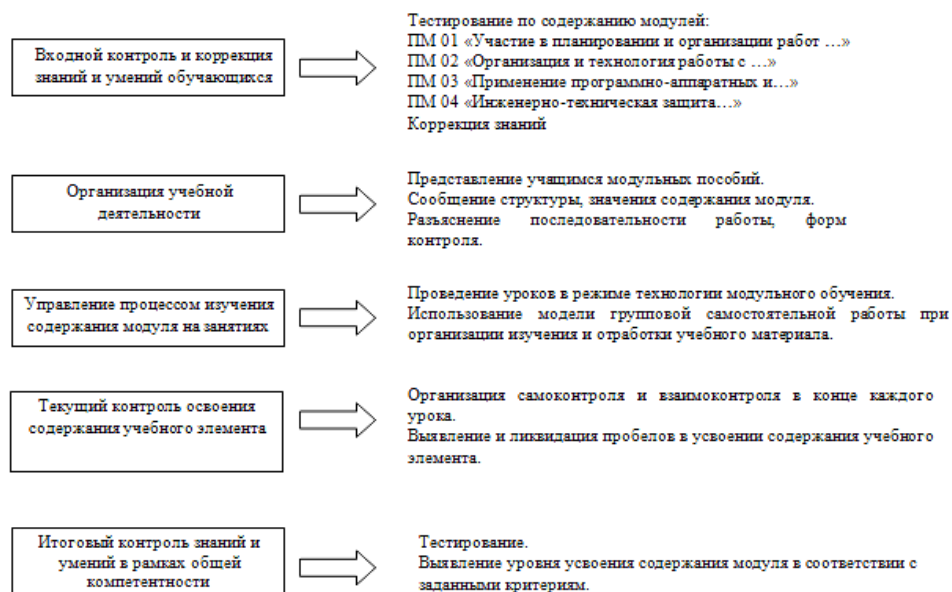 Входной контроль и коррекция
знаний и умений обучающихся
Тестирование по содержанию модулей:
ПМ 01 «Участие в планировании и организации работ …»
ПМ 02 «Организация и технология работы с …»
ПМ 03 «Применение программно-аппаратных и…»
ПМ 04 «Инженерно-техническая защита…»
Коррекция знаний
Организация учебной
деятельности
Представление учащимся модульных пособий.
Сообщение структуры, значения содержания модуля.
Разъяснение последовательности работы, форм
контроля.
Управление процессом изучения
содержания модуля на занятиях
Проведение уроков в режиме технологии модульного обучения.
Использование модели групповой самостоятельной работы при
организации изучения и отработки учебного материала.
Текущий контроль освоения
содержания учебного элемента
Организация самоконтроля и взаимоконтроля в конце каждого
урока.
Выявление и ликвидация пробелов в усвоении содержания учебного
элемента.
Итоговый контроль знаний и
умений в рамках общей
компетентности
Тестирование.
Выявление уровня усвоения содержания модуля в соответствии с
заданными критериям.